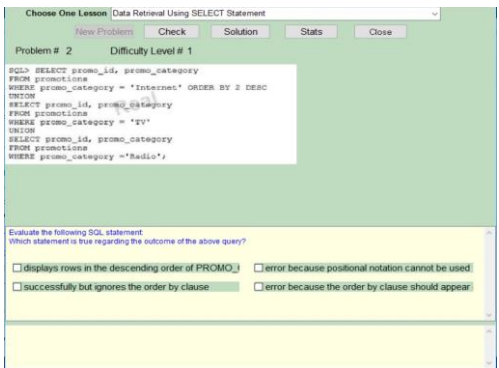 Choose One Lesson Data Retrieval Using SELECT Statement
New Problem Check Solution Stats Close
Problem # 2 Difficulty Level # 1
SQL> SELECT promo_id, promo_category
FROM promotions
WHERE promo_category = 'Internet' ORDER BY 2 DESC
UNION
SELECT promo_id, promo_category
FROM promotions
WHERE promo_category = 'TV'
UNION
SELECT promo_id, promo_category
FROM promotions
WHERE promo_category ='Radio';
Real
Evaluate the following SQL statement:
Which statement is true regarding the outcome of the above query?
displays rows in the descending order of PROMO_ error because positional notation cannot be used
successfully but ignores the order by clause error because the order by clause should appear